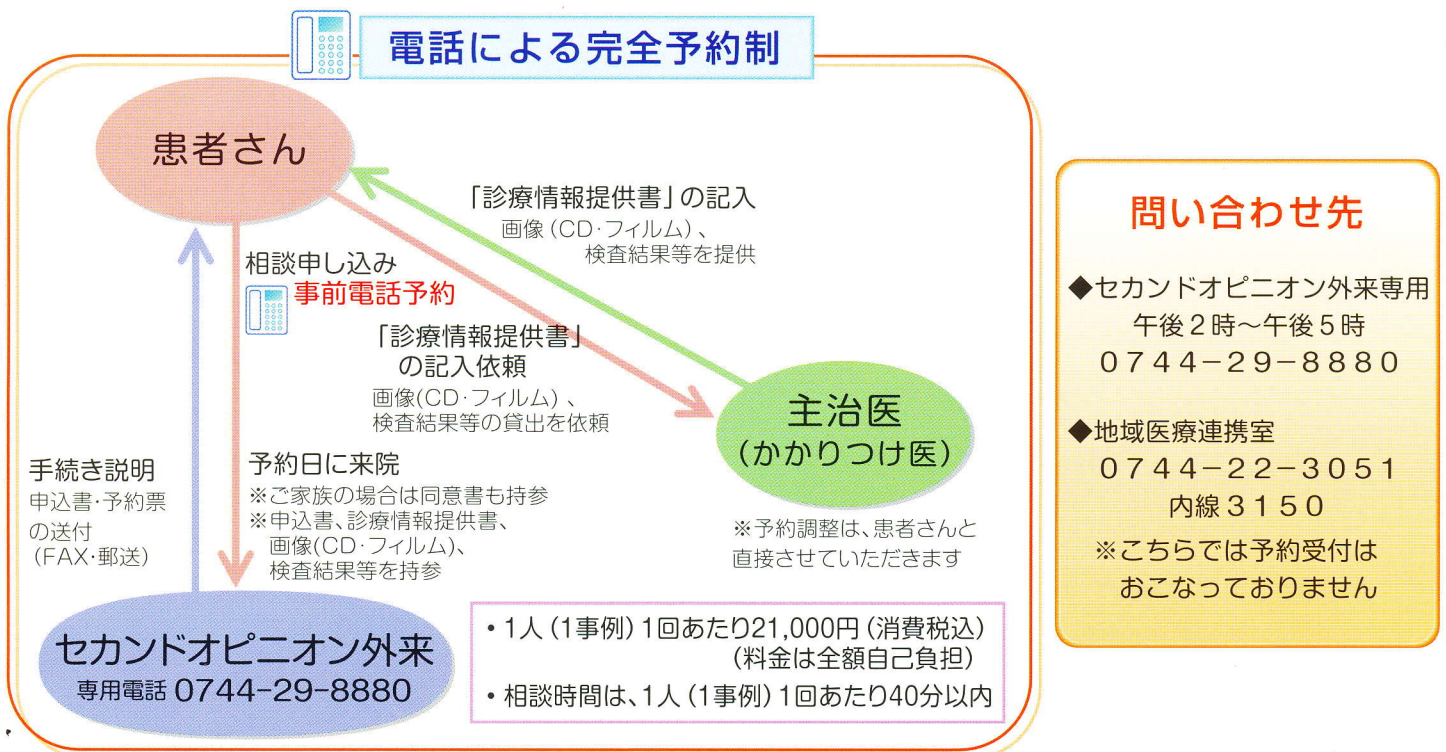 電話による完全予約制
患者さん
「診療情報提供書」の記入
画像(CD・フィルム)、
検査結果等を提供
相談申し込み
事前電話予約
「診療情報提供書」
の記入依頼
画像(CD・フィルム)、
検査結果等の貸出を依頼
主治医
(かかりつけ医)
※予約調整は、患者さんと
直接させていただきます
手続き説明
申込書・予約票
の送付
(FAX・郵送)
予約日に来院
※ご家族の場合は同意書も持参
※申込書、診療情報提供書、
画像(CD・フィルム)、
検査結果等を持参
セカンドオピニオン外来
専用電話 0744-29-8880
・1人(1事例)1回あたり21,000円(消費税込)
(料金は全額自己負担)
・相談時間は、1人(1事例)1回あたり40分以内
問い合わせ先
◆セカンドオピニオン外来専用
午後2時～午後5時
0744-29-8880
◆地域医療連携室
0744-22-3051
内線3150
※こちらでは予約受付は
おこなっておりません